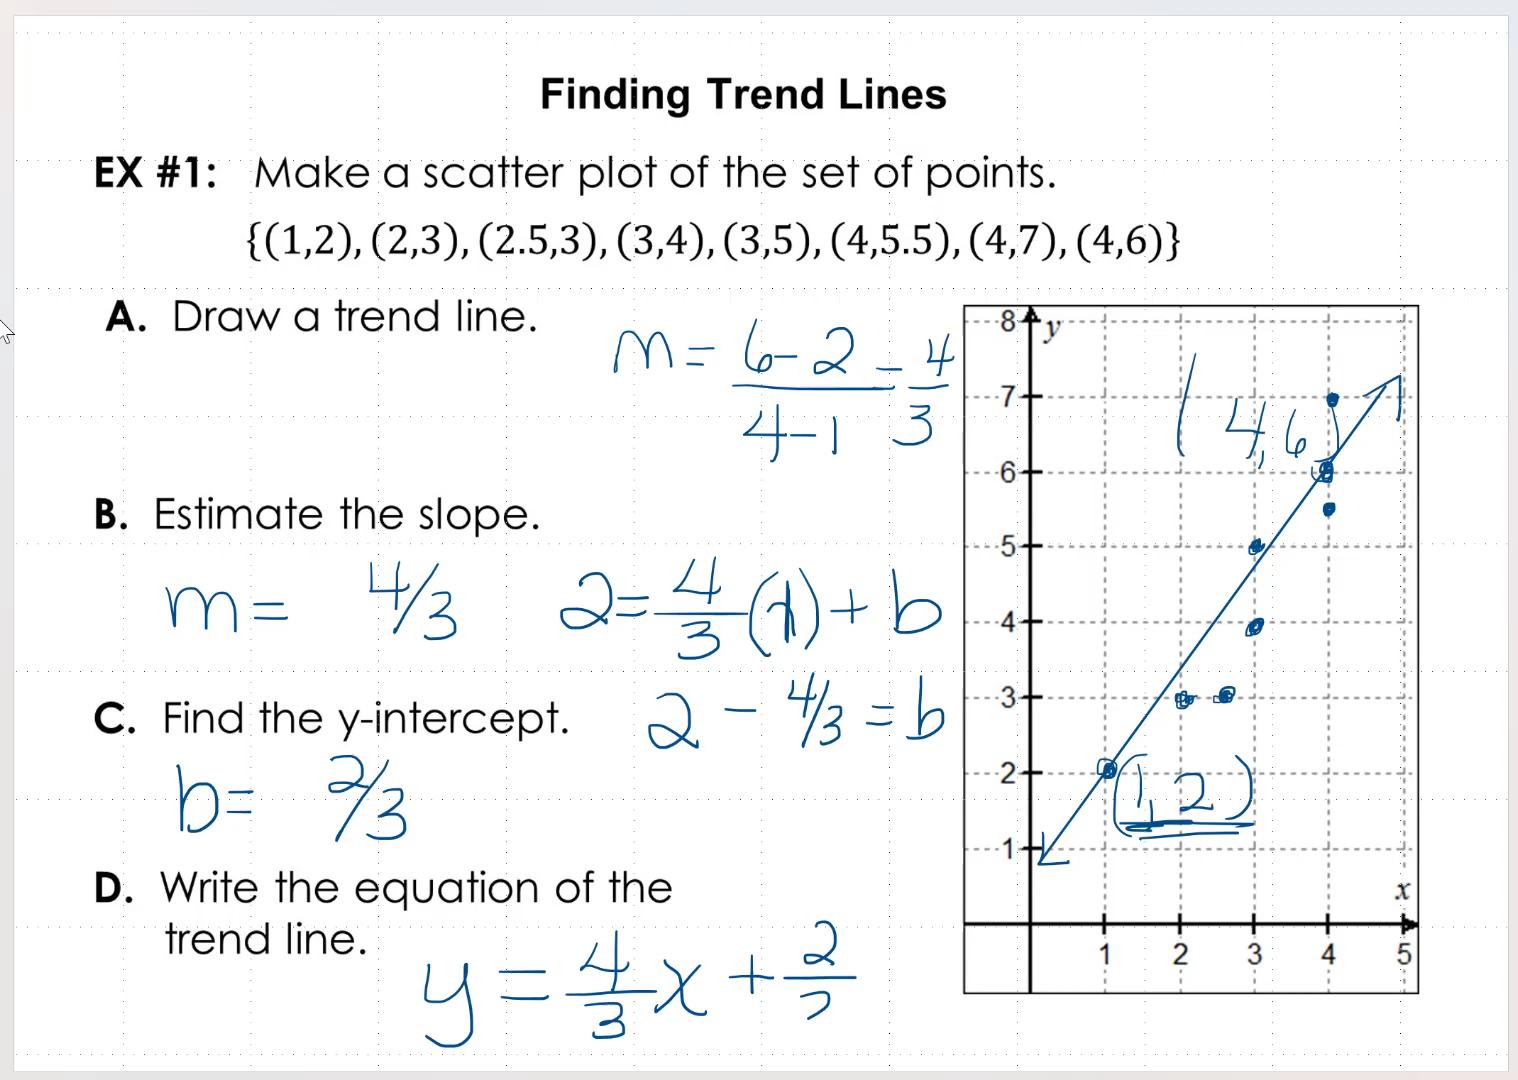 Finding Trend Lines
EX #1: Make a scatter plot of the set of points.
{(1,2), (2,3), (2.5,3), (3,4), (3,5), (4,5.5), (4,7), (4,6)}
A. Draw a trend line.
m = 6-2/4-1 = 4/3
B. Estimate the slope.
m = 4/3
2 = 4/3 (1) + b
C. Find the y-intercept.
2 - 4/3 = b
b = 2/3
D. Write the equation of the
trend line.
y = 4/3 x + 2/
8 y
7
(4,6)
6
5
4
3
2
(1,2)
1
x
1 2 3 4 5